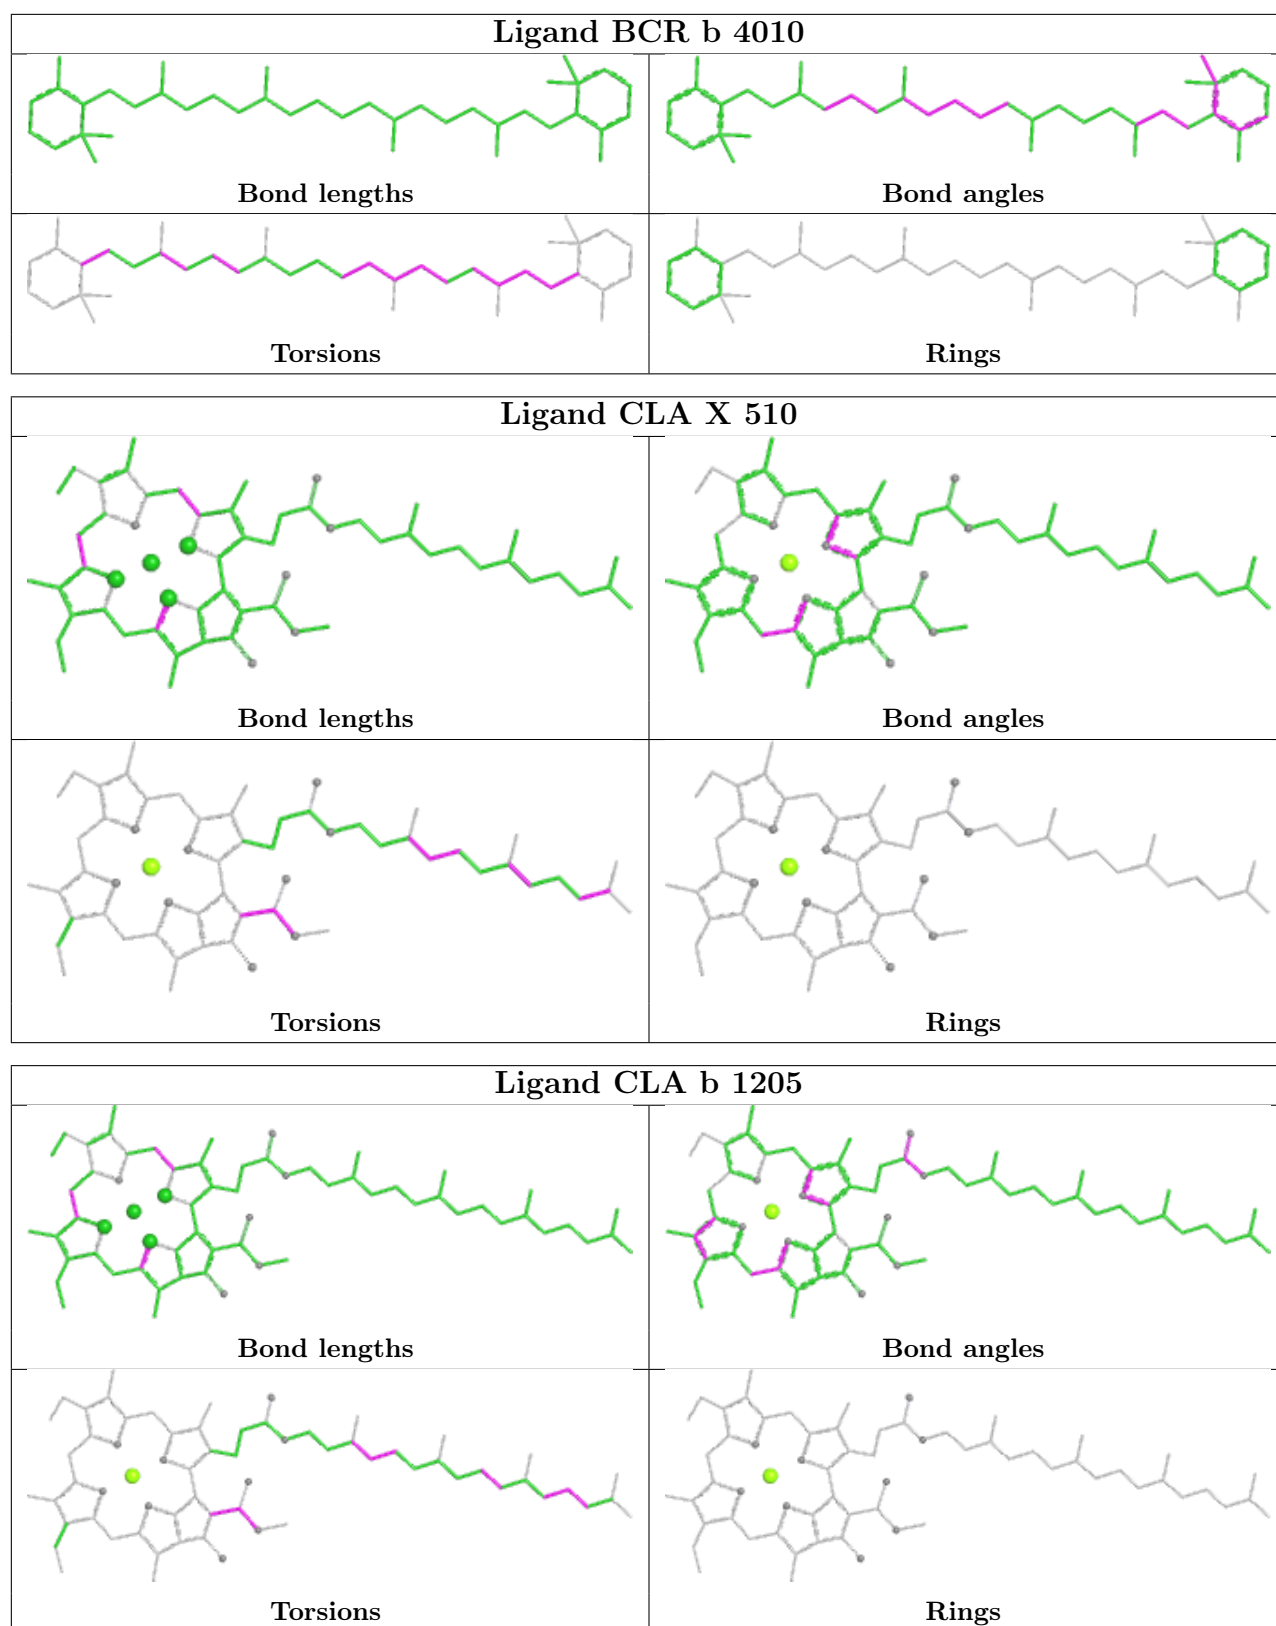 Ligand BCR b 4010
Bond lengths
Bond angles
Torsions
Rings
Ligand CLA X 510
Bond lengths
Bond angles
Torsions
Rings
Ligand CLA b 1205
Bond lengths
Bond angles
Torsions
Rings